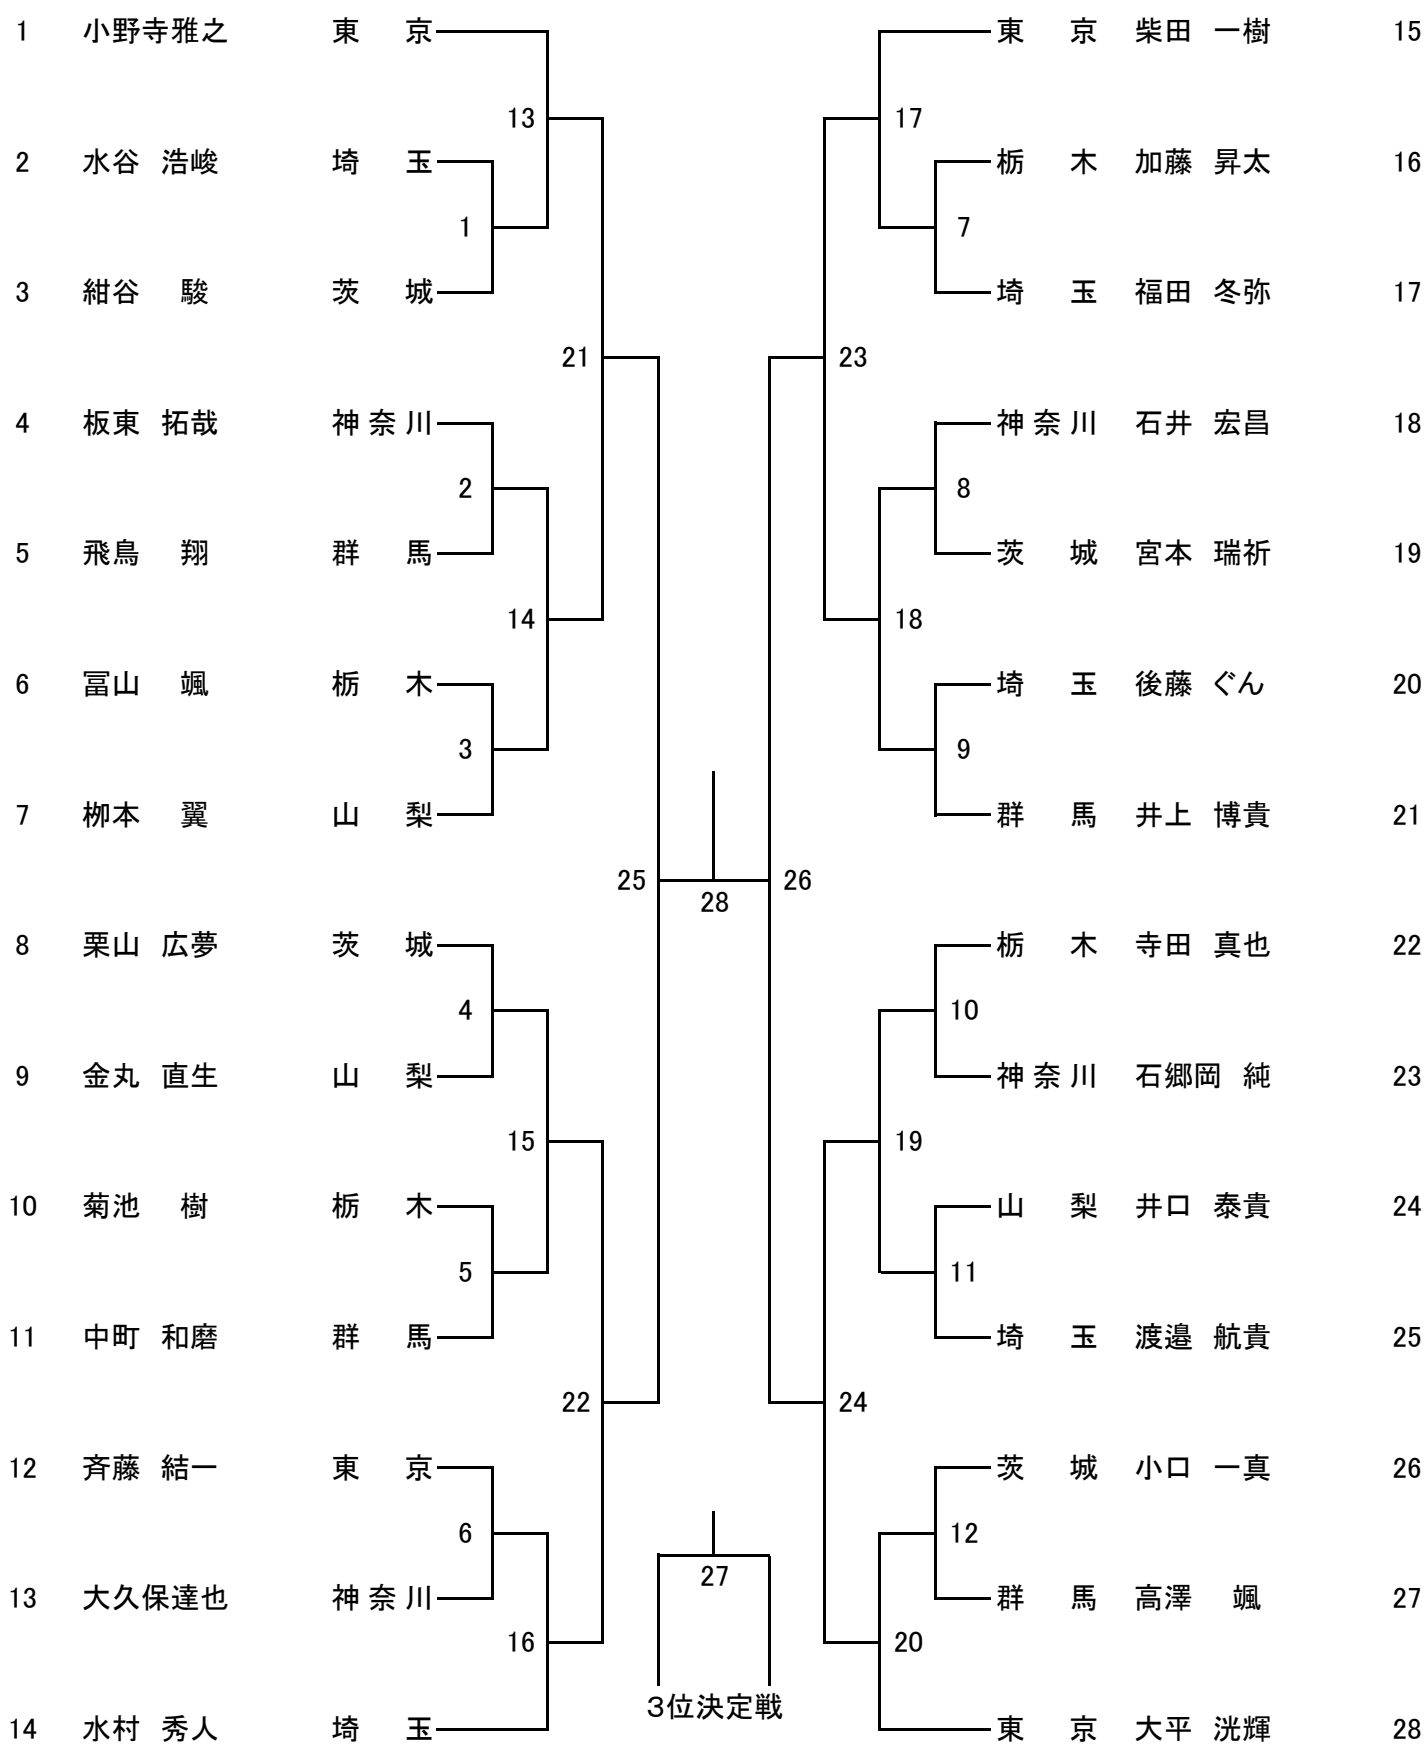 1 小野寺雅之 東 京 東 京 柴田 一樹 15
13 17
2 水谷 浩峻 埼 玉 栃 木 加藤 昇太 16
1 7
3 紺谷 駿 茨 城 埼 玉 福田 冬弥 17
21 23
4 板東 拓哉 神奈川 神奈川 石井 宏昌 18
2 8
5 飛鳥 翔 群 馬 茨 城 宮本 瑞祈 19
14 18
6 冨山 颯 栃 木 埼 玉 後藤 ぐん 20
3 9
7 栁本 翼 山 梨 群 馬 井上 博貴 21
25 26
28
8 栗山 広夢 茨 城 栃 木 寺田 真也 22
4 10
9 金丸 直生 山 梨 神奈川 石郷岡 純 23
15 19
10 菊池 樹 栃 木 山 梨 井口 泰貴 24
5 11
11 中町 和磨 群 馬 埼 玉 渡邉 航貴 25
22 24
12 斉藤 結一 東 京 茨 城 小口 一真 26
6 12
27
13 大久保達也 神奈川 群 馬 高澤 颯 27
16 20
3位決定戦
14 水村 秀人 埼 玉 東 京 大平 洸輝 28